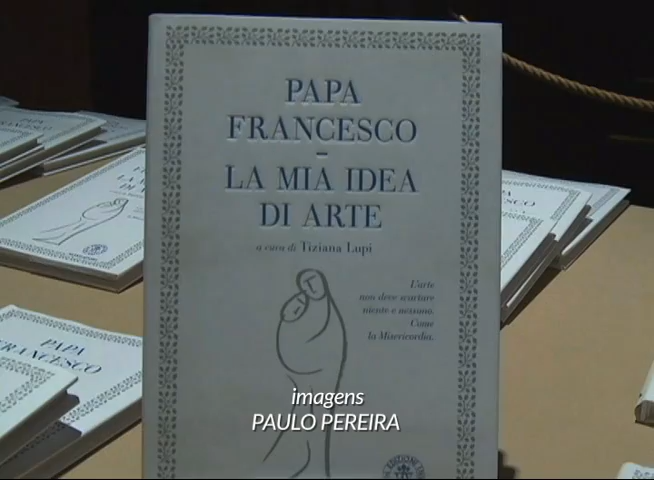 PAPA
FRANCESCO
–
LA MIA IDEA
DI ARTE
a cura di Tiziana Lupi
L'arte
non deve scartare
niente e nessuno.
Come
la Misericordia.
imagens
PAULO PEREIRA
PAPA
FRANCESCO